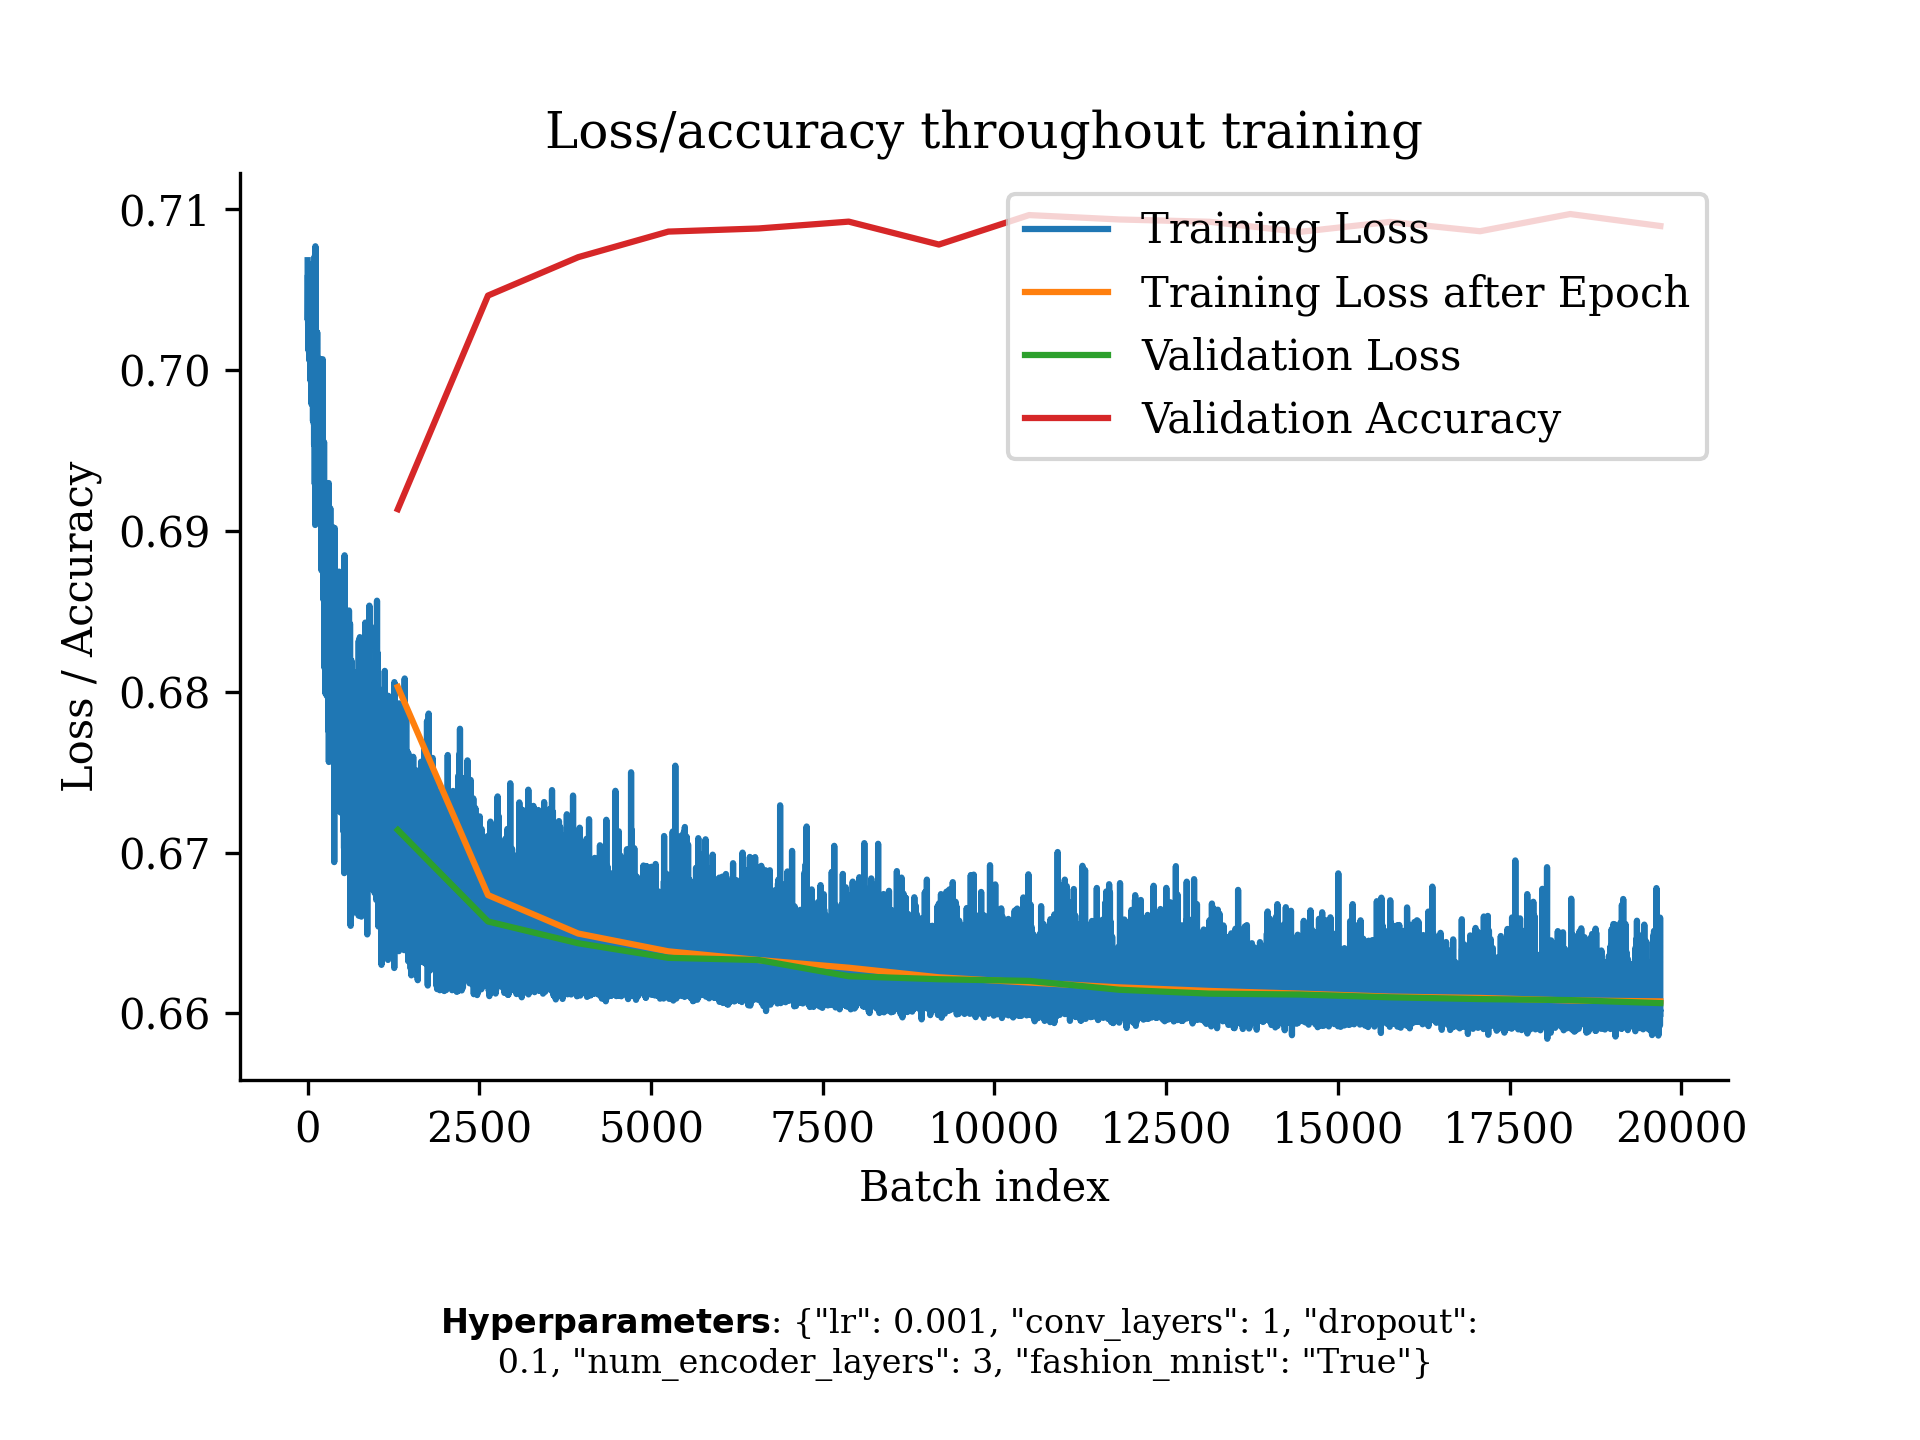 Loss/accuracy throughout training
Loss / Accuracy
0.71
0.70
0.69
0.68
0.67
0.66
Training Loss
Training Loss after Epoch
Validation Loss
Validation Accuracy
0 2500 5000 7500 10000 12500 15000 17500 20000
Batch index
Hyperparameters: {"lr": 0.001, "conv_layers": 1, "dropout":
0.1, "num_encoder_layers": 3, "fashion_mnist": "True"}